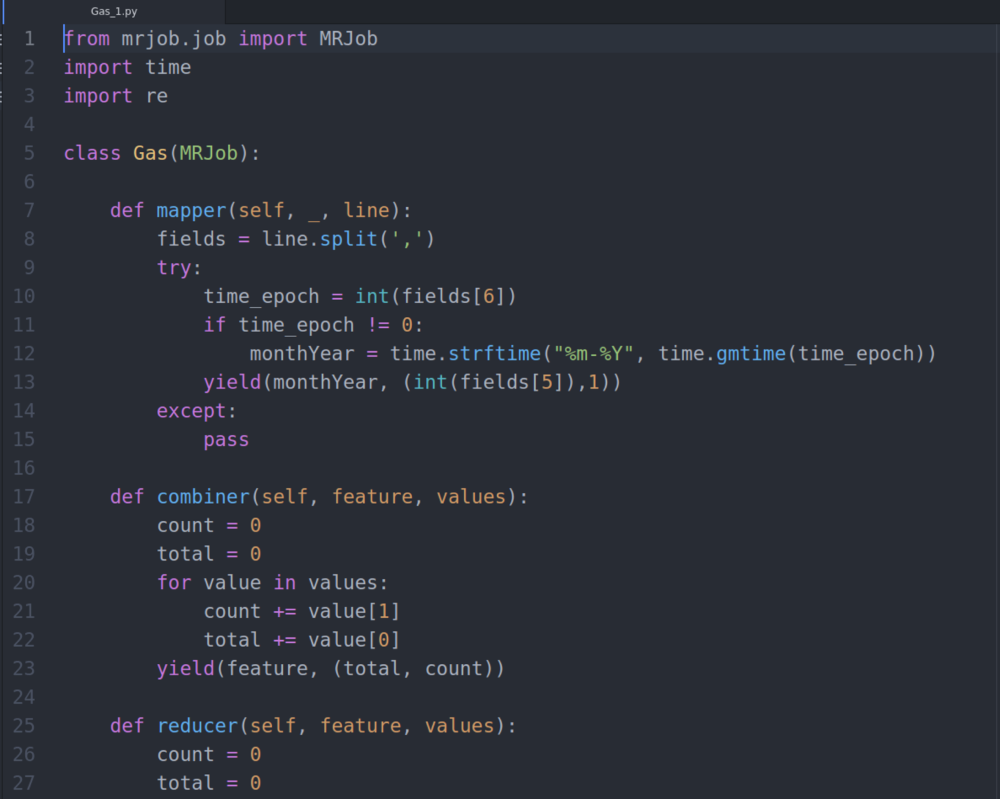 Gas_1.py
1 from mrjob.job import MRJob
2 import time
3 import re
4
5 class Gas(MRJob):
6
7     def mapper(self, _, line):
8         fields = line.split(',')
9         try:
10             time_epoch = int(fields[6])
11             if time_epoch != 0:
12                 monthYear = time.strftime("%m-%Y", time.gmtime(time_epoch))
13             yield(monthYear, (int(fields[5]),1))
14         except:
15             pass
16
17     def combiner(self, feature, values):
18         count = 0
19         total = 0
20         for value in values:
21             count += value[1]
22             total += value[0]
23         yield(feature, (total, count))
24
25     def reducer(self, feature, values):
26         count = 0
27         total = 0